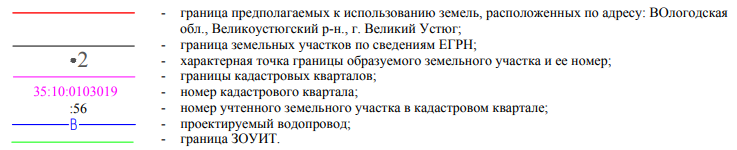 - граница предполагаемых к использованию земель, расположенных по адресу: ВОлогодская
обл., Великоустюгский р-н., г. Великий Устюг;
- граница земельных участков по сведениям ЕГРН;
•2 - характерная точка границы образуемого земельного участка и ее номер;
- границы кадастровых кварталов;
35:10:0103019 - номер кадастрового квартала;
:56 - номер учтенного земельного участка в кадастровом квартале;
В - проектируемый водопровод;
- граница ЗОУИТ.